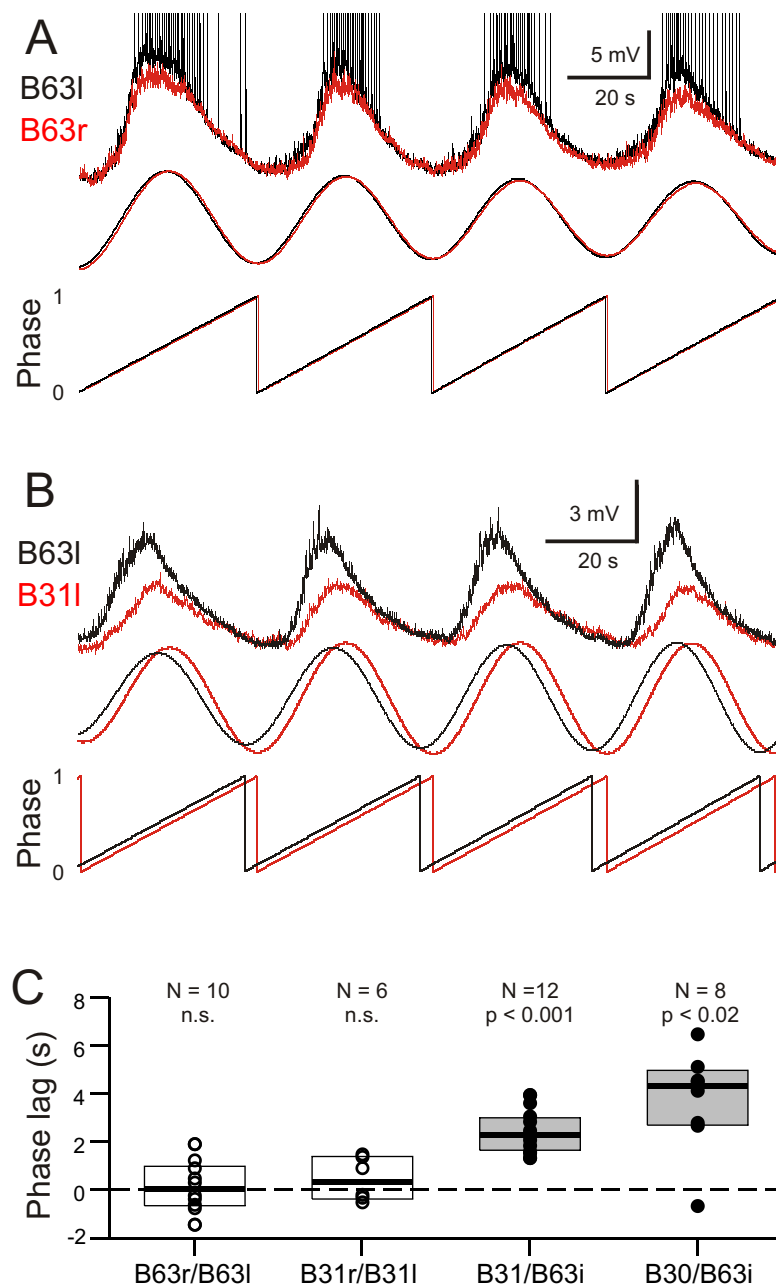 A
B63l
B63r
5 mV
20 s
Phase
1
0
B
B63l
B31l
3 mV
20 s
Phase
1
0
C
N = 10
n.s.
N = 6
n.s.
N =12
p < 0.001
N = 8
p < 0.02
Phase lag (s)
8
6
4
2
0
-2
B63r/B63l
B31r/B31l
B31/B63i
B30/B63i